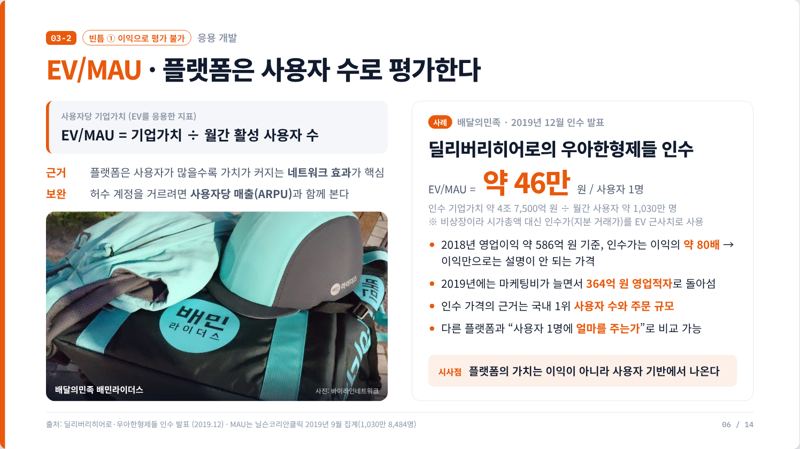 03-2 빈틈 ① 이익으로 평가 불가 응용 개발
EV/MAU · 플랫폼은 사용자 수로 평가한다
사용자당 기업가치 (EV를 응용한 지표)
EV/MAU = 기업가치 ÷ 월간 활성 사용자 수
근거 플랫폼은 사용자가 많을수록 가치가 커지는 네트워크 효과가 핵심
보완 허수 계정을 거르려면 사용자당 매출(ARPU)과 함께 본다
배민
라이더스
배달의민족 배민라이더스
사진: 바이라인네트워크
사례 배달의민족 · 2019년 12월 인수 발표
딜리버리히어로의 우아한형제들 인수
EV/MAU = 약 46만 원 / 사용자 1명
인수 기업가치 약 4조 7,500억 원 ÷ 월간 사용자 약 1,030만 명
※ 비상장이라 시가총액 대신 인수가(지분 거래가)를 EV 근사치로 사용
• 2018년 영업이익 약 586억 원 기준, 인수가는 이익의 약 80배 →
이익만으로는 설명이 안 되는 가격
• 2019년에는 마케팅비가 늘면서 364억 원 영업적자로 돌아섬
• 인수 가격의 근거는 국내 1위 사용자 수와 주문 규모
• 다른 플랫폼과 “사용자 1명에 얼마를 주는가”로 비교 가능
시사점 플랫폼의 가치는 이익이 아니라 사용자 기반에서 나온다
출처: 딜리버리히어로·우아한형제들 인수 발표 (2019.12) · MAU는 닐슨코리안클릭 2019년 9월 집계(1,030만 8,484명)
06 / 14